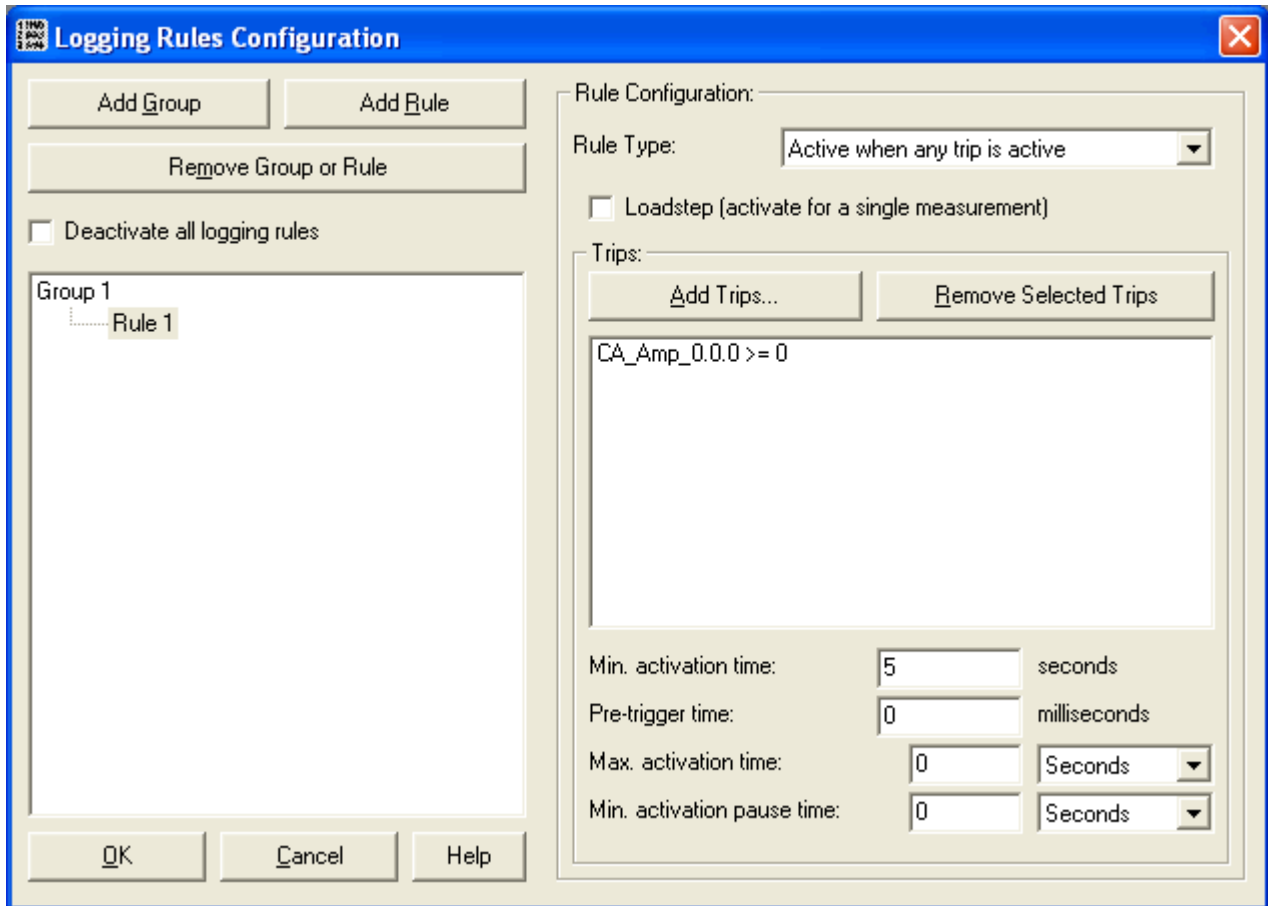 Logging Rules Configuration
Add Group
Add Rule
Remove Group or Rule
Deactivate all logging rules
Group 1
Rule 1
OK
Cancel
Help
Rule Configuration:
Rule Type:
Active when any trip is active
Loadstep (activate for a single measurement)
Trips:
Add Trips...
Remove Selected Trips
CA_Amp_0.0.0 >= 0
Min. activation time:
5
seconds
Pre-trigger time:
0
milliseconds
Max. activation time:
0
Seconds
Min. activation pause time:
0
Seconds